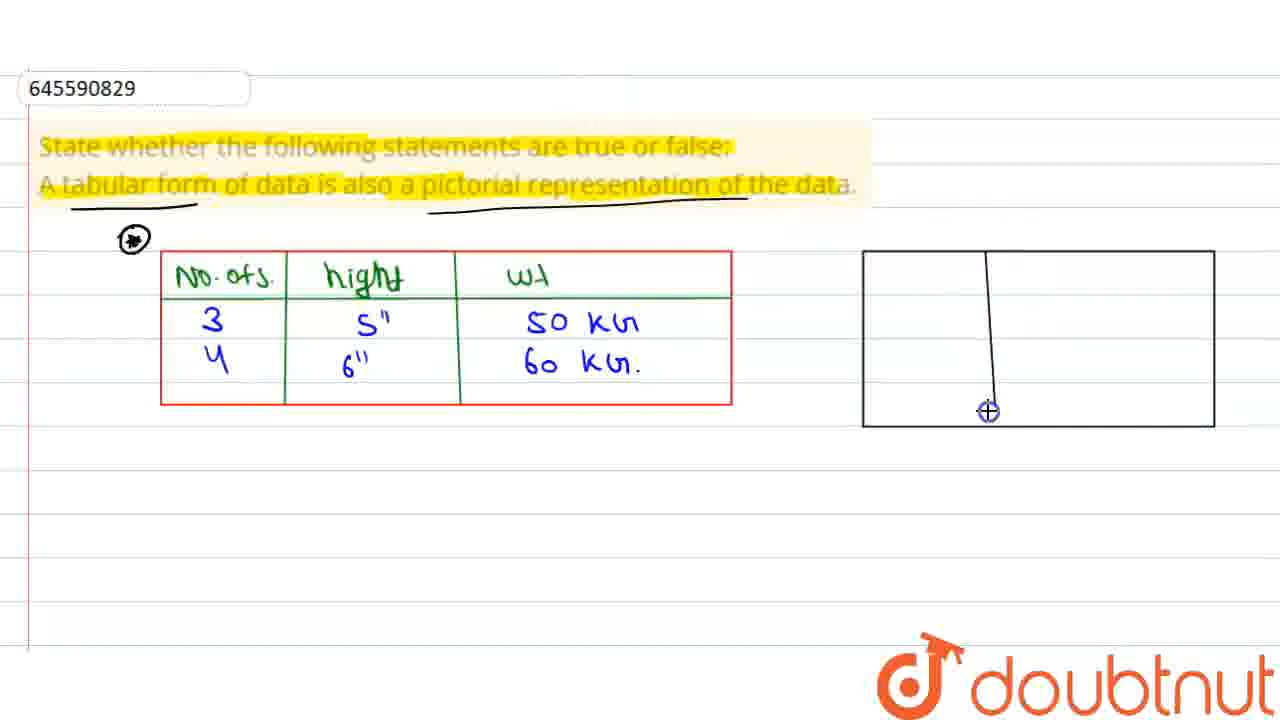 645590829
State whether the following statements are true or false:
A tabular form of data is also a pictorial representation of the data.
No. of s. hight wt
3 5" 50 KG
4 6" 60 KG.
doubtnut